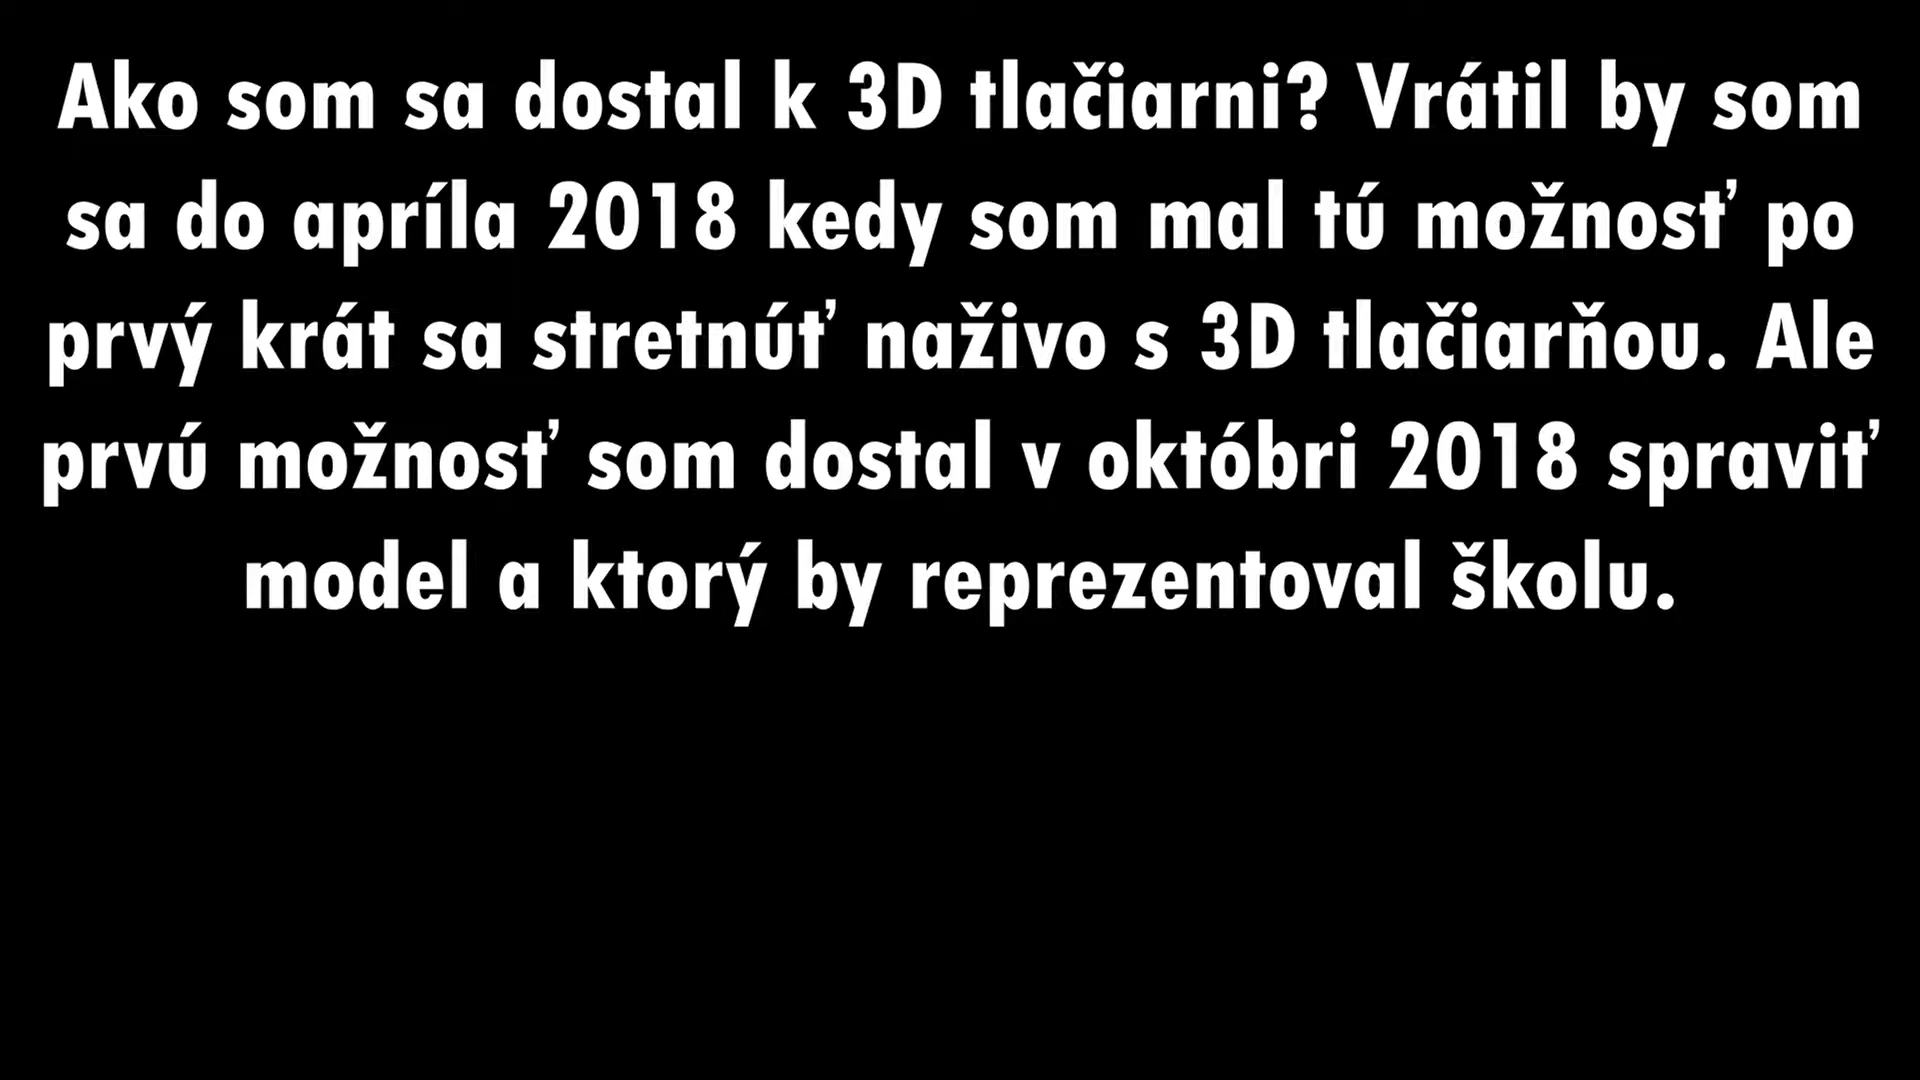 Ako som sa dostal k 3D tlačiarni? Vrátil by som
sa do apríla 2018 kedy som mal tú možnosť po
prvý krát sa stretnúť naživo s 3D tlačiarňou. Ale
prvú možnosť som dostal v októbri 2018 spraviť
model a ktorý by reprezentoval školu.